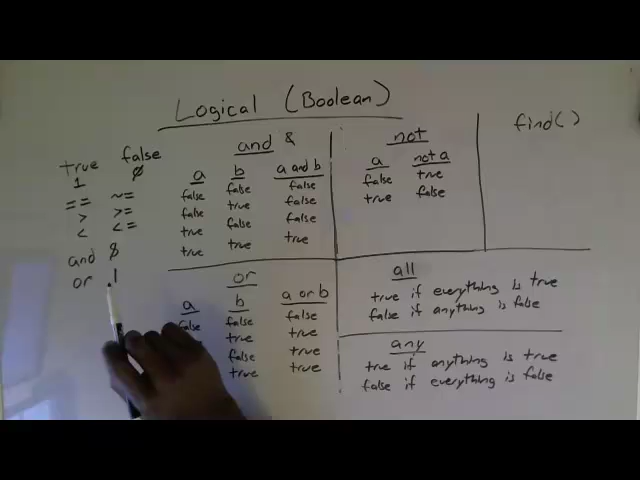 Logical (Boolean)
true false
1 0
== ~=
> >=
< <=
and &
or |
and &
a b a and b
false false false
false true false
true false false
true true true
not
a not a
false true
true false
find()
or
a b a or b
false false false
true true
false true
true true
all
true if everything is true
false if anything is false
any
true if anything is true
false if everything is false